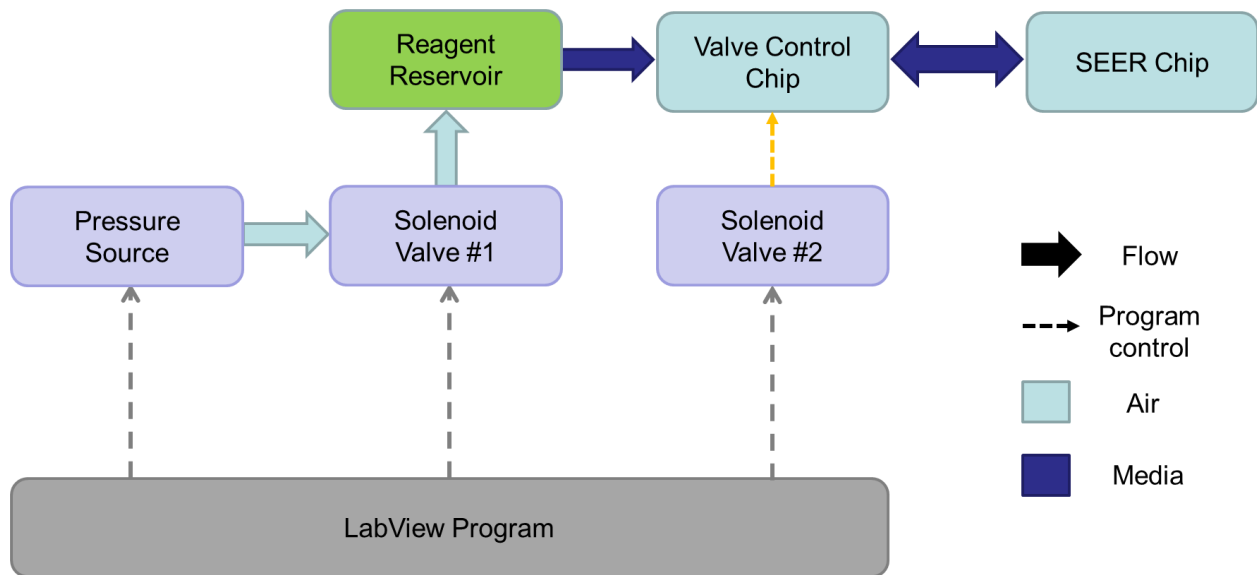 Reagent
Reservoir
Valve Control
Chip
SEER Chip
Pressure
Source
Solenoid
Valve #1
Solenoid
Valve #2
Flow
Program
control
Air
Media
LabView Program